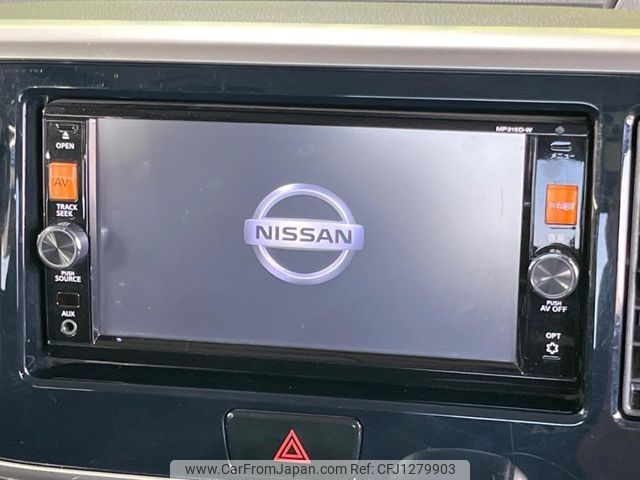 MP315D-W
OPEN
メニュー
AV
TRACK
SEEK
NISSAN
PUSH
SOURCE
PUSH
AV OFF
AUX
OPT
www.carfromjapan.com - Ref: CFJ1279903